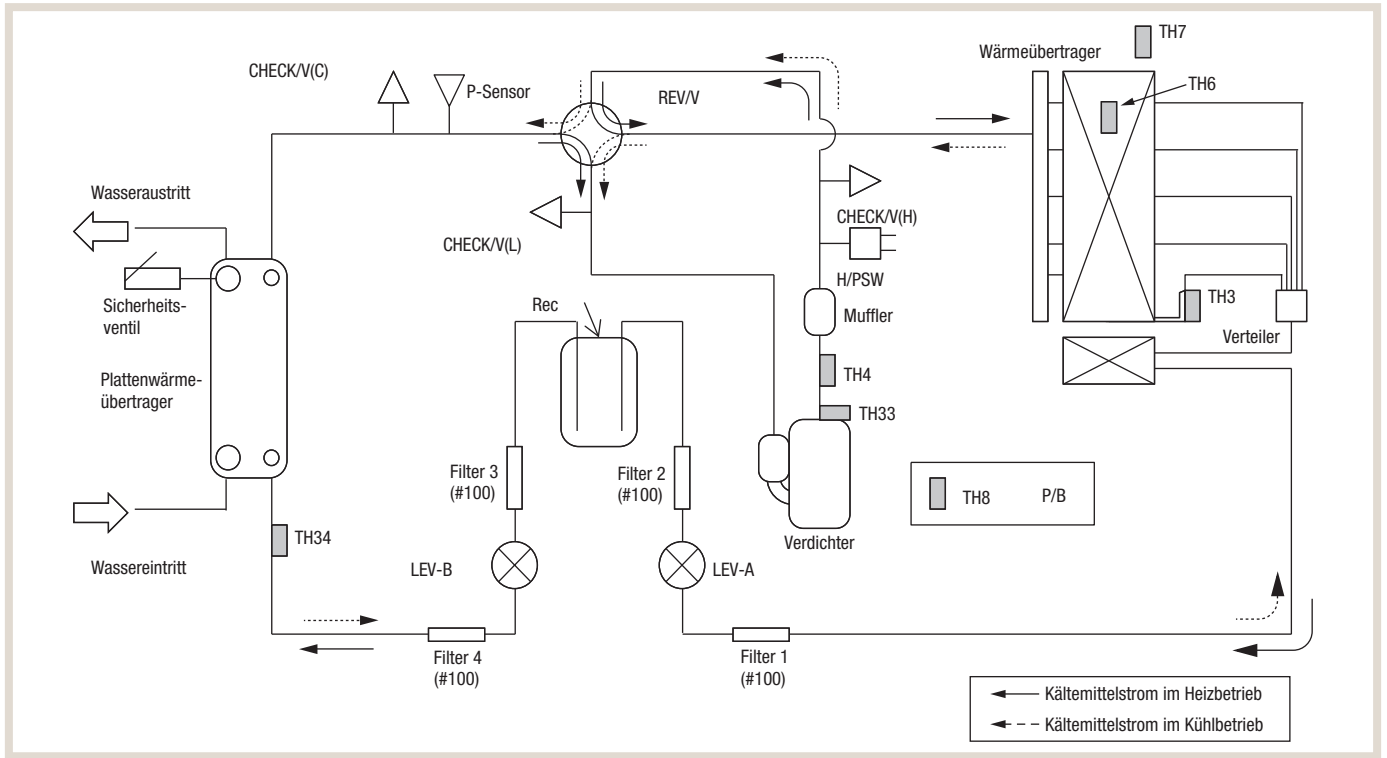 TH7
Wärmeübertrager
CHECK/V(C)
TH6
P-Sensor
REV/V
Wasseraustritt
CHECK/V(H)
CHECK/V(L)
H/PSW
Sicherheits-
ventil
Rec
TH3
Muffler
Verteiler
Plattenwärme-
übertrager
TH4
TH33
Filter 3
(#100)
Filter 2
(#100)
TH8
P/B
TH34
Verdichter
Wassereintritt
LEV-B
LEV-A
Filter 4
(#100)
Filter 1
(#100)
Kältemittelstrom im Heizbetrieb
Kältemittelstrom im Kühlbetrieb